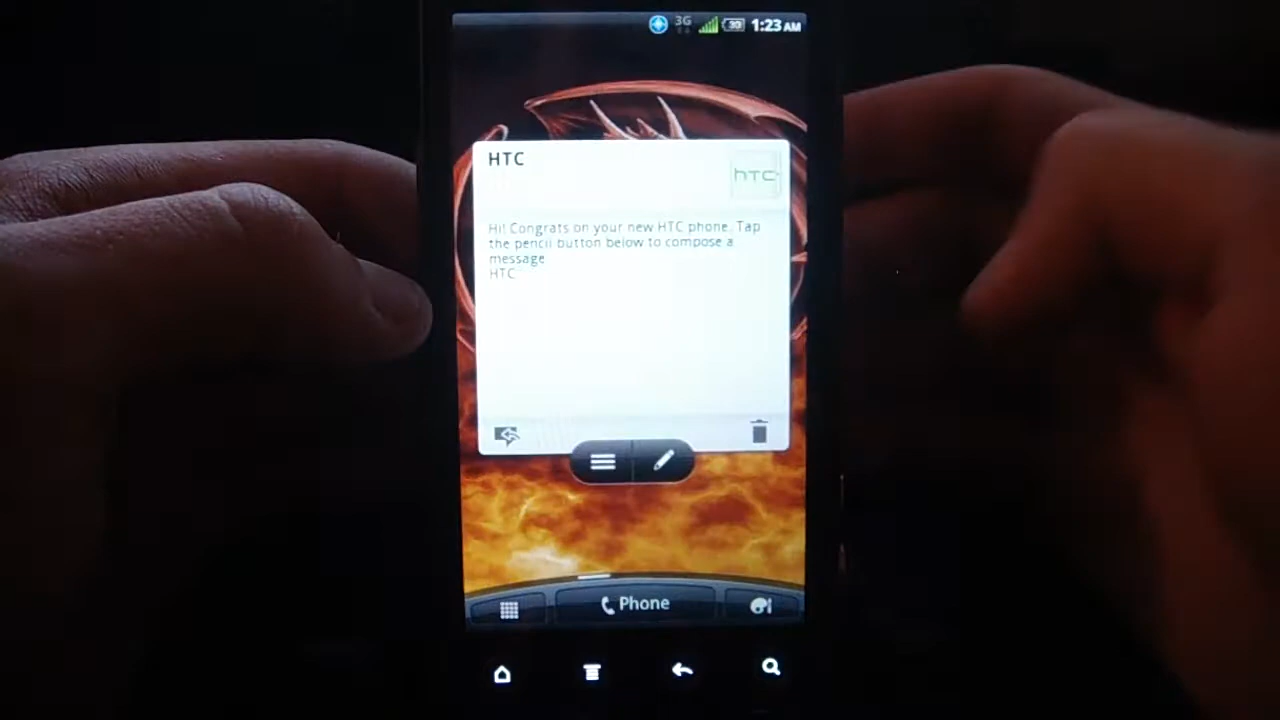 3G 30 1:23 AM
HTC
hTC
Hi! Congrats on your new HTC phone. Tap
the pencil button below to compose a
message
HTC
Phone